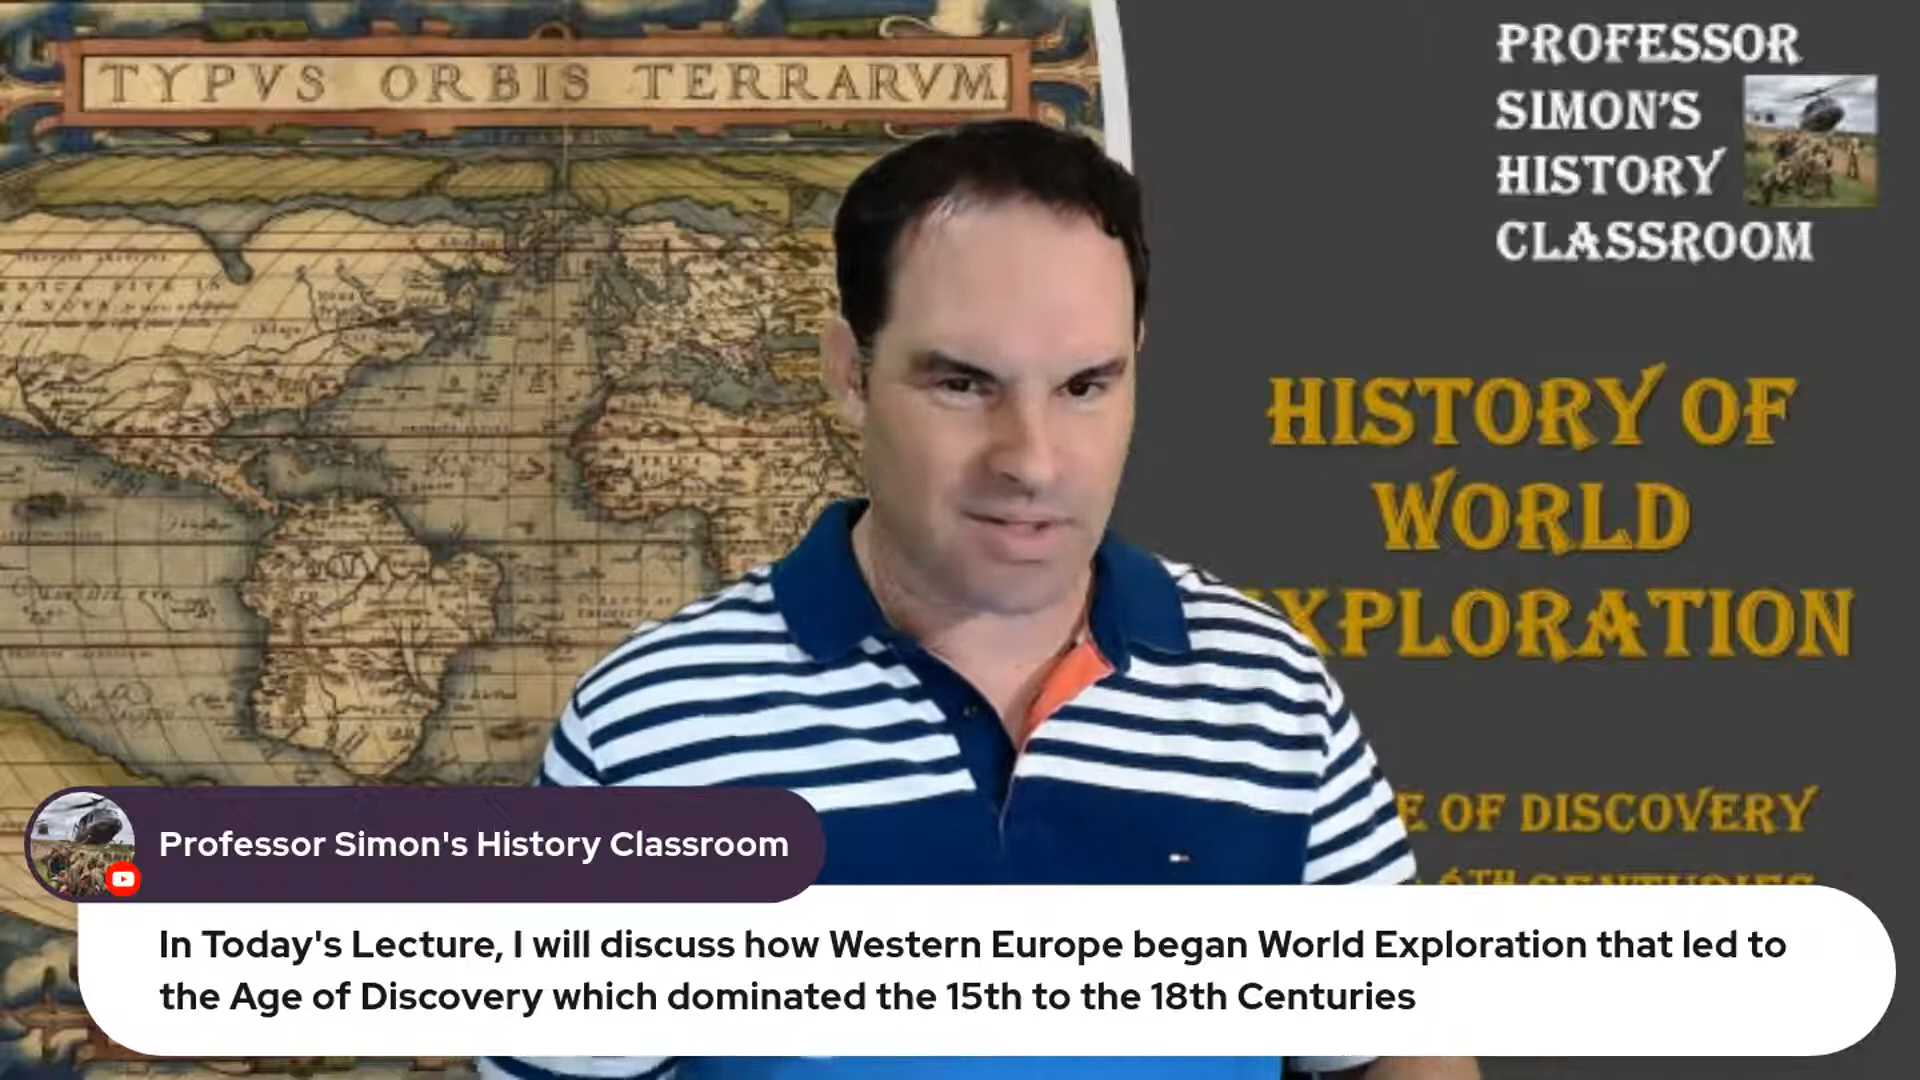 TYPVS ORBIS TERRARVM.
PROFESSOR
SIMON'S
HISTORY
CLASSROOM
HISTORY OF
WORLD
XPLORATION
E OF DISCOVERY
6TH CENTURIES
Professor Simon's History Classroom
In Today's Lecture, I will discuss how Western Europe began World Exploration that led to
the Age of Discovery which dominated the 15th to the 18th Centuries